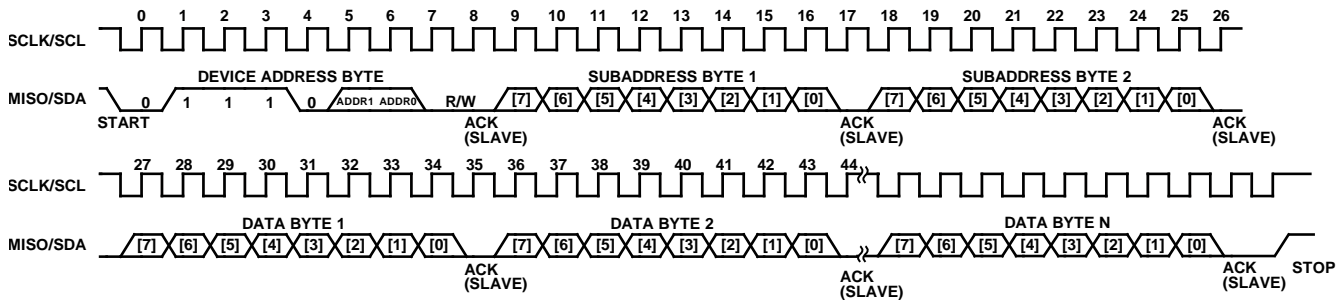 0 1 2 3 4 5 6 7 8 9 10 11 12 13 14 15 16 17 18 19 20 21 22 23 24 25 26
SCLK/SCL
DEVICE ADDRESS BYTE SUBADDRESS BYTE 1 SUBADDRESS BYTE 2
MISO/SDA 0 1 1 1 0 ADDR1 ADDR0 R/W [7] [6] [5] [4] [3] [2] [1] [0] [7] [6] [5] [4] [3] [2] [1] [0]
START ACK (SLAVE) ACK (SLAVE) ACK (SLAVE)
27 28 29 30 31 32 33 34 35 36 37 38 39 40 41 42 43 44
SCLK/SCL
DATA BYTE 1 DATA BYTE 2 DATA BYTE N
MISO/SDA [7] [6] [5] [4] [3] [2] [1] [0] [7] [6] [5] [4] [3] [2] [1] [0] [7] [6] [5] [4] [3] [2] [1] [0]
ACK (SLAVE) ACK (SLAVE) ACK (SLAVE) STOP